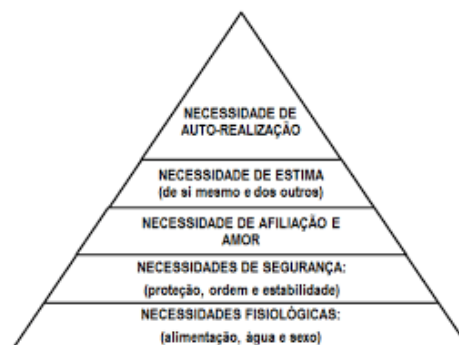 NECESSIDADE DE
AUTO-REALIZAÇÃO
NECESSIDADE DE ESTIMA
(de si mesmo e dos outros)
NECESSIDADE DE AFILIAÇÃO E
AMOR
NECESSIDADES DE SEGURANÇA:
(proteção, ordem e estabilidade)
NECESSIDADES FISIOLÓGICAS:
(alimentação, água e sexo)